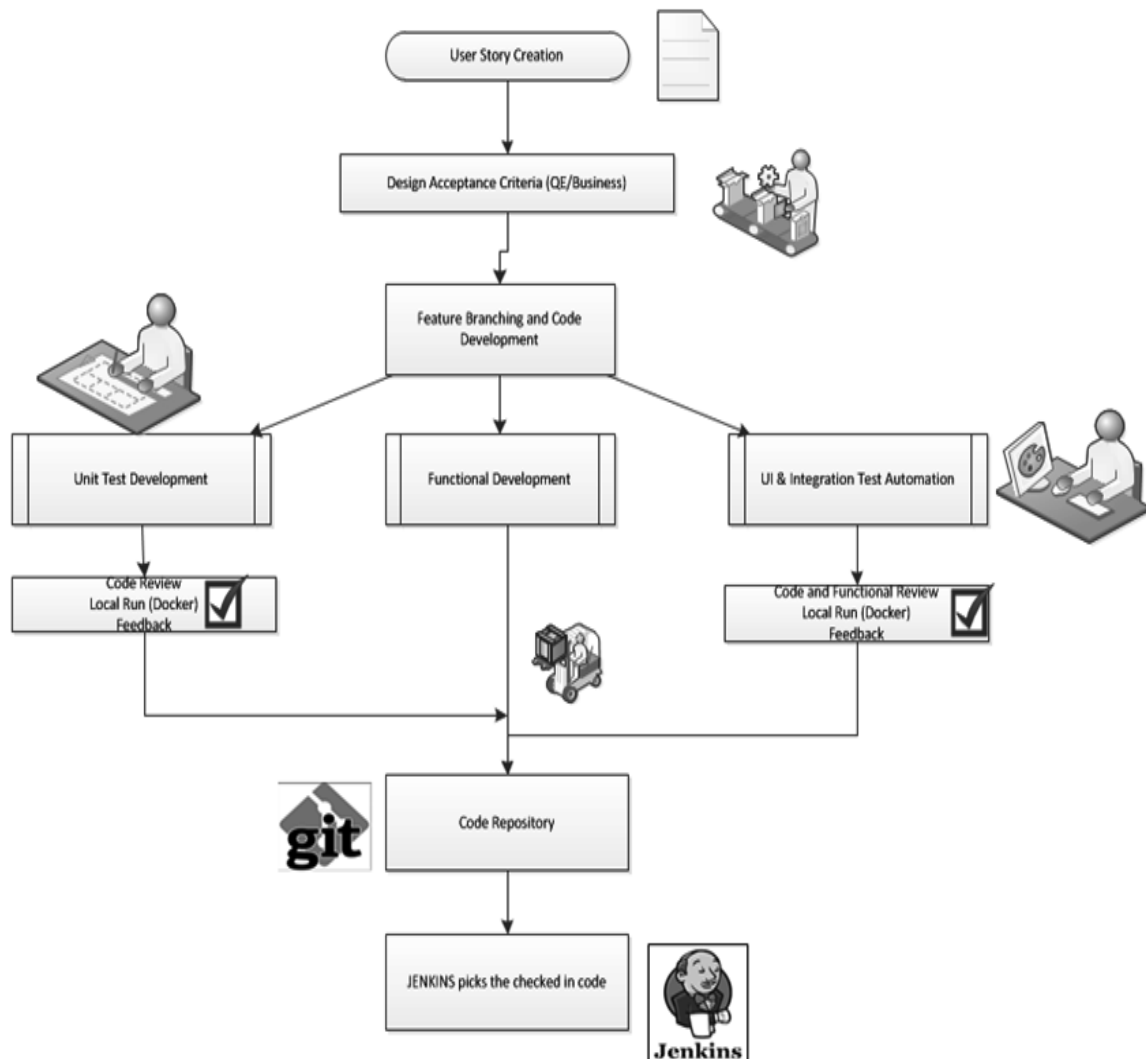 User Story Creation
Design Acceptance Criteria (QE/Business)
Feature Branching and Code
Development
Unit Test Development
Functional Development
UI & Integration Test Automation
Code Review
Local Run (Docker)
Feedback
Code and Functional Review
Local Run (Docker)
Feedback
git
Code Repository
JENKINS picks the checked in code
Jenkins